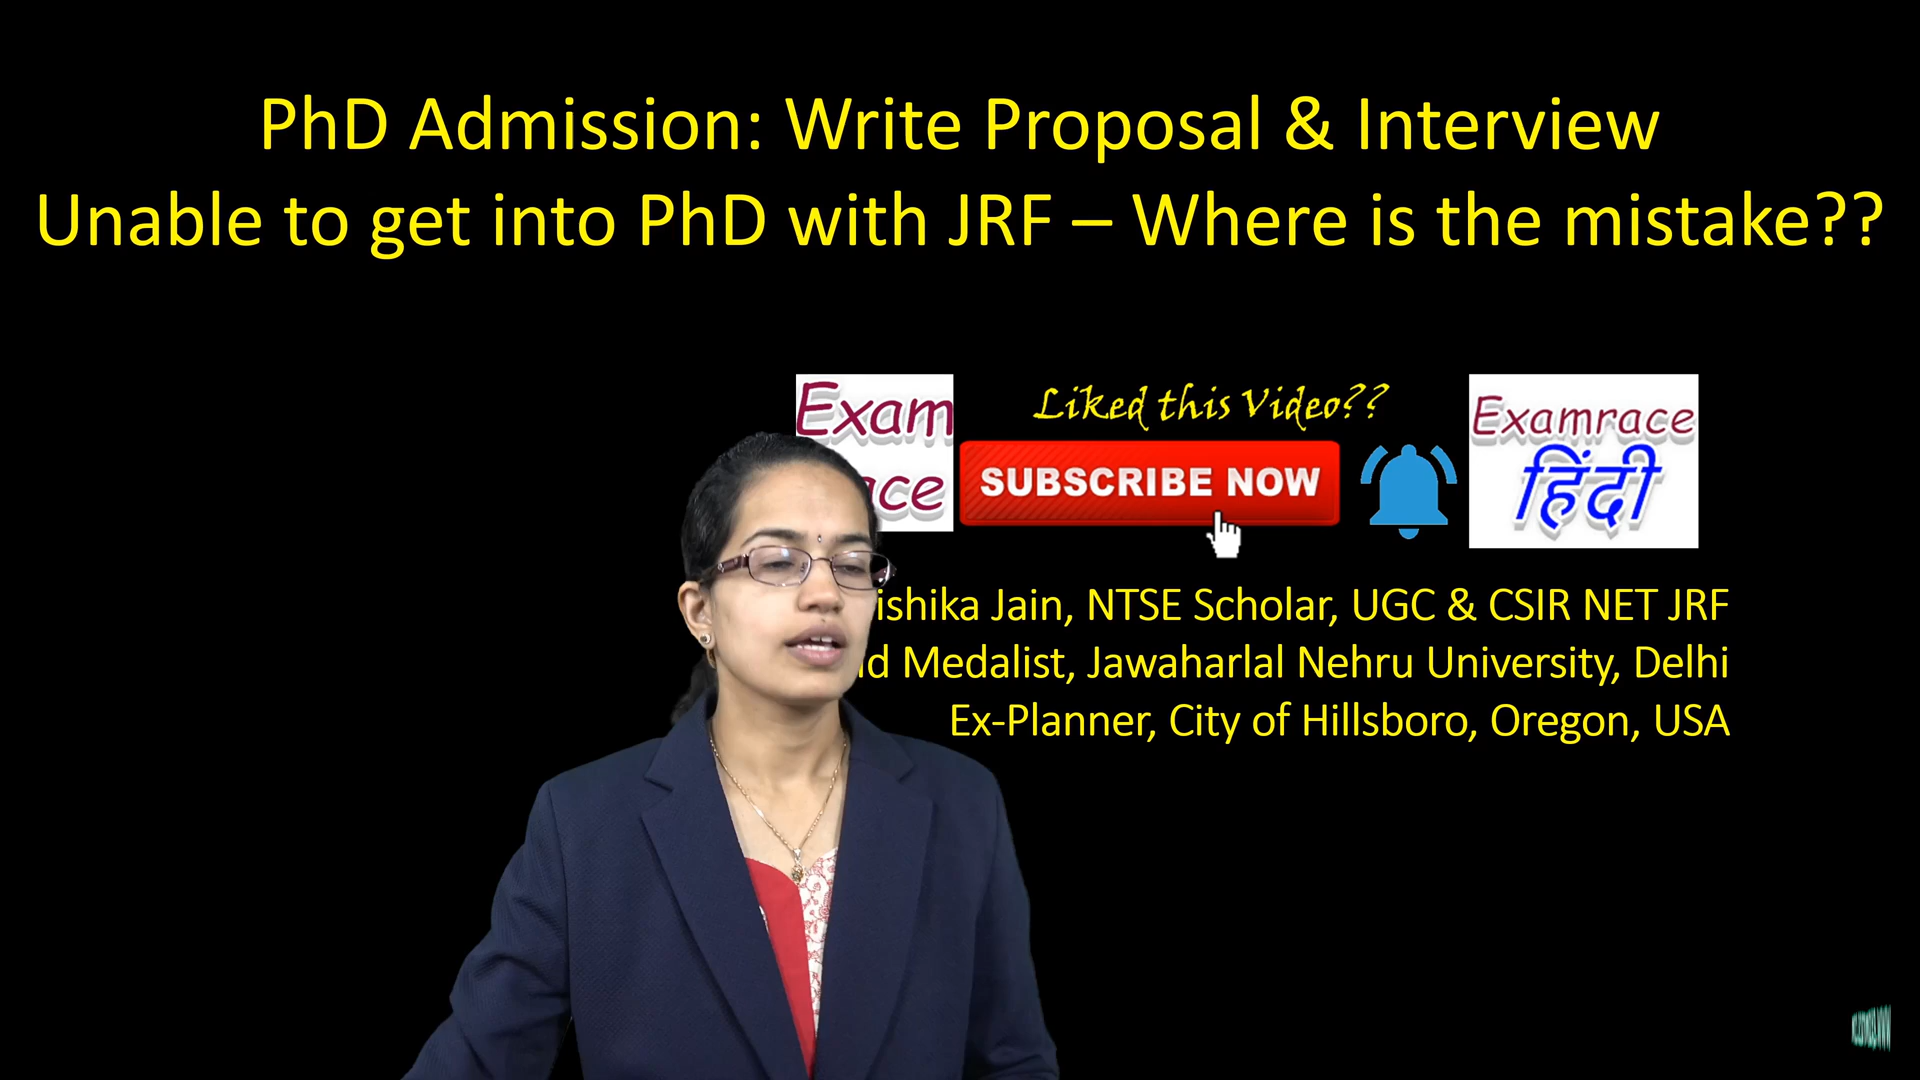 PhD Admission: Write Proposal & Interview
Unable to get into PhD with JRF – Where is the mistake??
Exam
ace
Liked this Video??
SUBSCRIBE NOW
Examrace
हिंदी
ishika Jain, NTSE Scholar, UGC & CSIR NET JRF
ld Medalist, Jawaharlal Nehru University, Delhi
Ex-Planner, City of Hillsboro, Oregon, USA